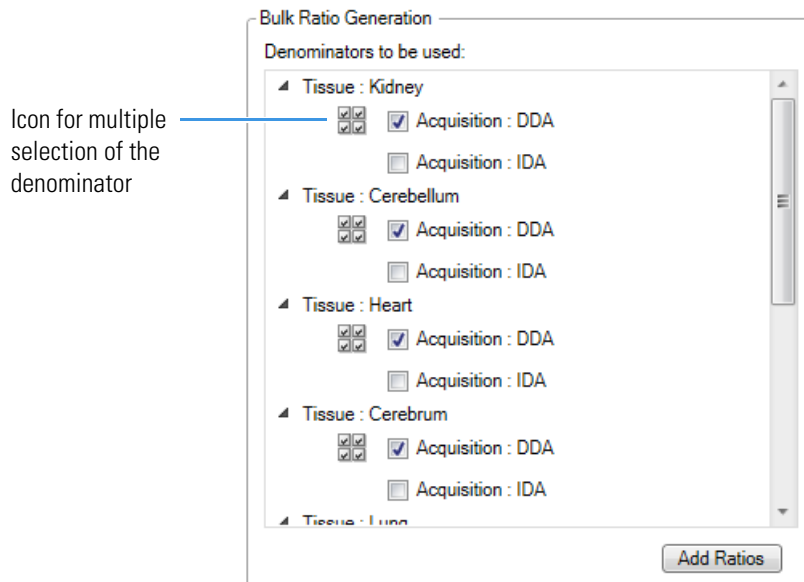 Bulk Ratio Generation
Denominators to be used:
Tissue : Kidney
Icon for multiple
selection of the
denominator
Acquisition : DDA
Acquisition : IDA
Tissue : Cerebellum
Acquisition : DDA
Acquisition : IDA
Tissue : Heart
Acquisition : DDA
Acquisition : IDA
Tissue : Cerebrum
Acquisition : DDA
Acquisition : IDA
Tissue : Lung
Add Ratios